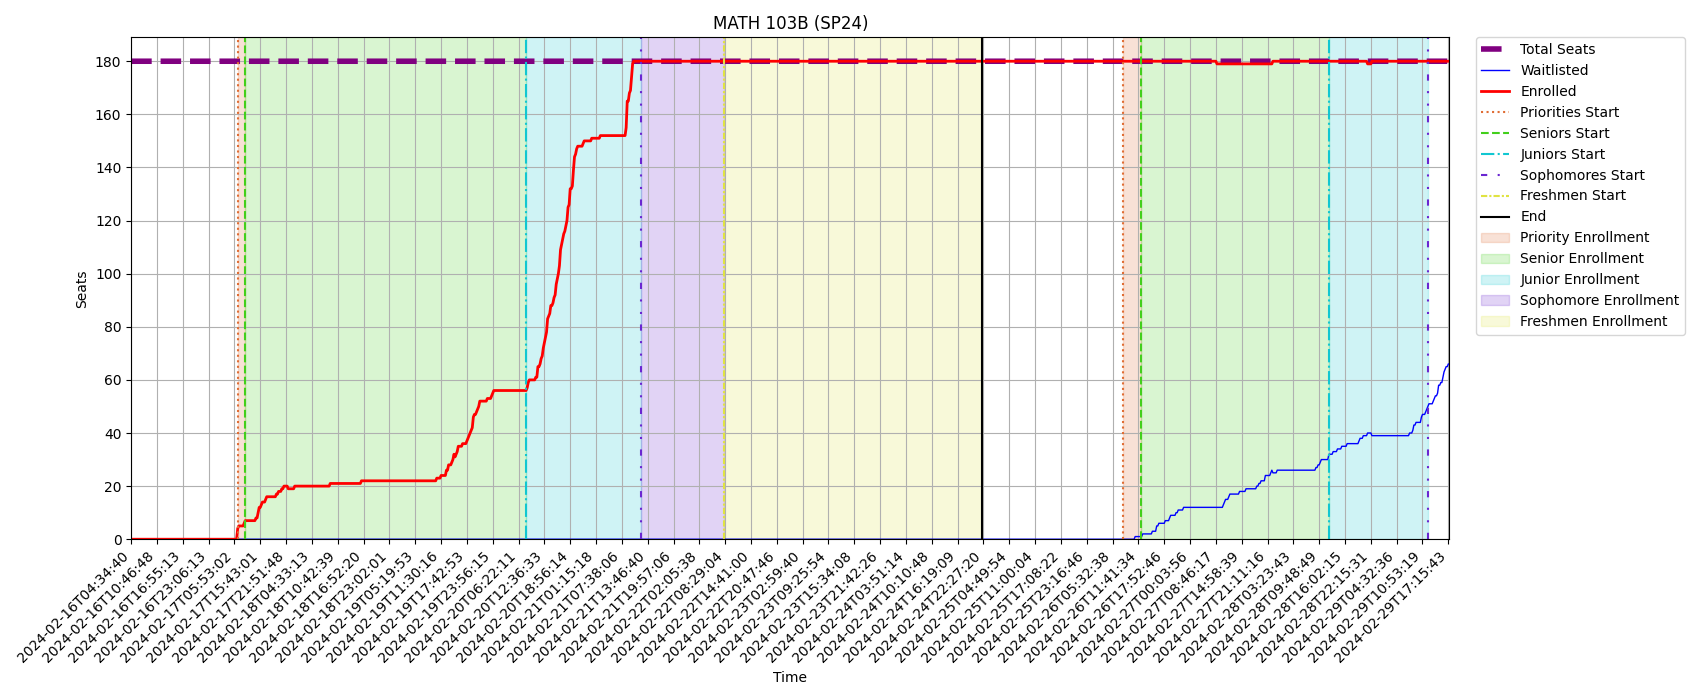 MATH 103B (SP24)
Seats
180
160
140
120
100
80
60
40
20
0
2024-02-16T04:34:40
2024-02-16T10:46:48
2024-02-16T16:55:13
2024-02-16T23:06:13
2024-02-17T05:53:02
2024-02-17T15:43:01
2024-02-17T21:51:48
2024-02-18T04:33:13
2024-02-18T10:42:39
2024-02-18T16:52:20
2024-02-18T23:02:01
2024-02-19T05:19:53
2024-02-19T11:30:16
2024-02-19T17:42:53
2024-02-19T23:56:15
2024-02-20T06:22:11
2024-02-20T12:36:33
2024-02-20T18:56:14
2024-02-21T01:15:18
2024-02-21T07:38:06
2024-02-21T13:46:40
2024-02-21T19:57:06
2024-02-22T02:05:38
2024-02-22T08:29:04
2024-02-22T14:41:00
2024-02-22T20:47:46
2024-02-23T02:59:40
2024-02-23T09:25:54
2024-02-23T15:34:08
2024-02-23T21:42:26
2024-02-24T03:51:14
2024-02-24T10:10:48
2024-02-24T16:19:09
2024-02-24T22:27:20
2024-02-25T04:49:54
2024-02-25T11:00:04
2024-02-25T17:08:22
2024-02-25T23:16:46
2024-02-26T05:32:38
2024-02-26T11:41:34
2024-02-26T17:52:46
2024-02-27T00:03:56
2024-02-27T08:46:17
2024-02-27T14:58:39
2024-02-27T21:11:16
2024-02-28T03:23:43
2024-02-28T09:48:49
2024-02-28T16:02:15
2024-02-28T22:15:31
2024-02-29T04:32:36
2024-02-29T10:53:19
2024-02-29T17:15:43
Time
Total Seats
Waitlisted
Enrolled
Priorities Start
Seniors Start
Juniors Start
Sophomores Start
Freshmen Start
End
Priority Enrollment
Senior Enrollment
Junior Enrollment
Sophomore Enrollment
Freshmen Enrollment